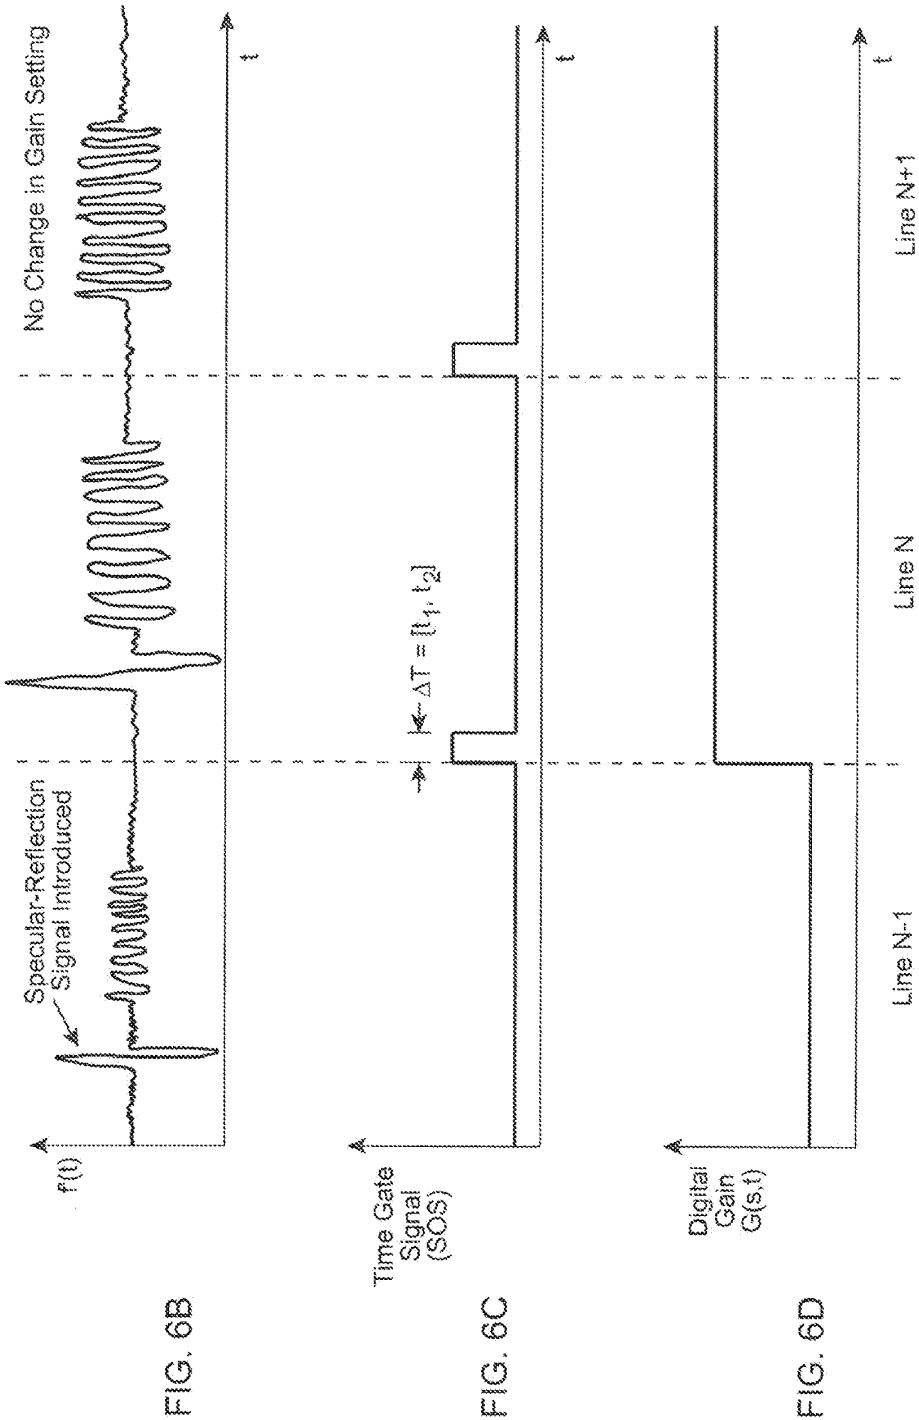 Specular-Reflection
Signal Introduced
No Change in Gain Setting
f(t)
t
FIG. 6B
Time Gate
Signal
(SOS)
ΔT = [t₁, t₂]
t
FIG. 6C
Digital
Gain
G(s,t)
t
Line N-1
Line N
Line N+1
FIG. 6D